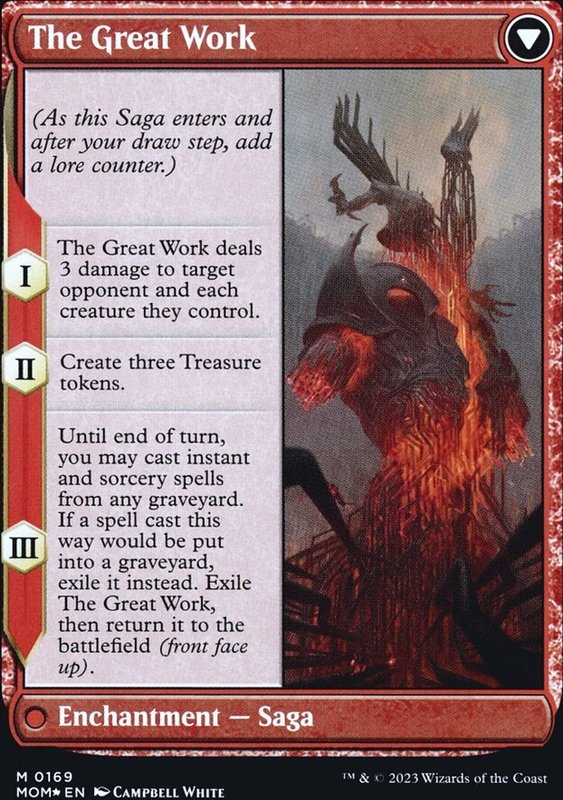 The Great Work
(As this Saga enters and
after your draw step, add
a lore counter.)
I
The Great Work deals
3 damage to target
opponent and each
creature they control.
II
Create three Treasure
tokens.
III
Until end of turn,
you may cast instant
and sorcery spells
from any graveyard.
If a spell cast this
way would be put
into a graveyard,
exile it instead. Exile
The Great Work,
then return it to the
battlefield (front face
up).
Enchantment — Saga
M 0169
MOM★EN CAMPBELL WHITE
™ & © 2023 Wizards of the Coast